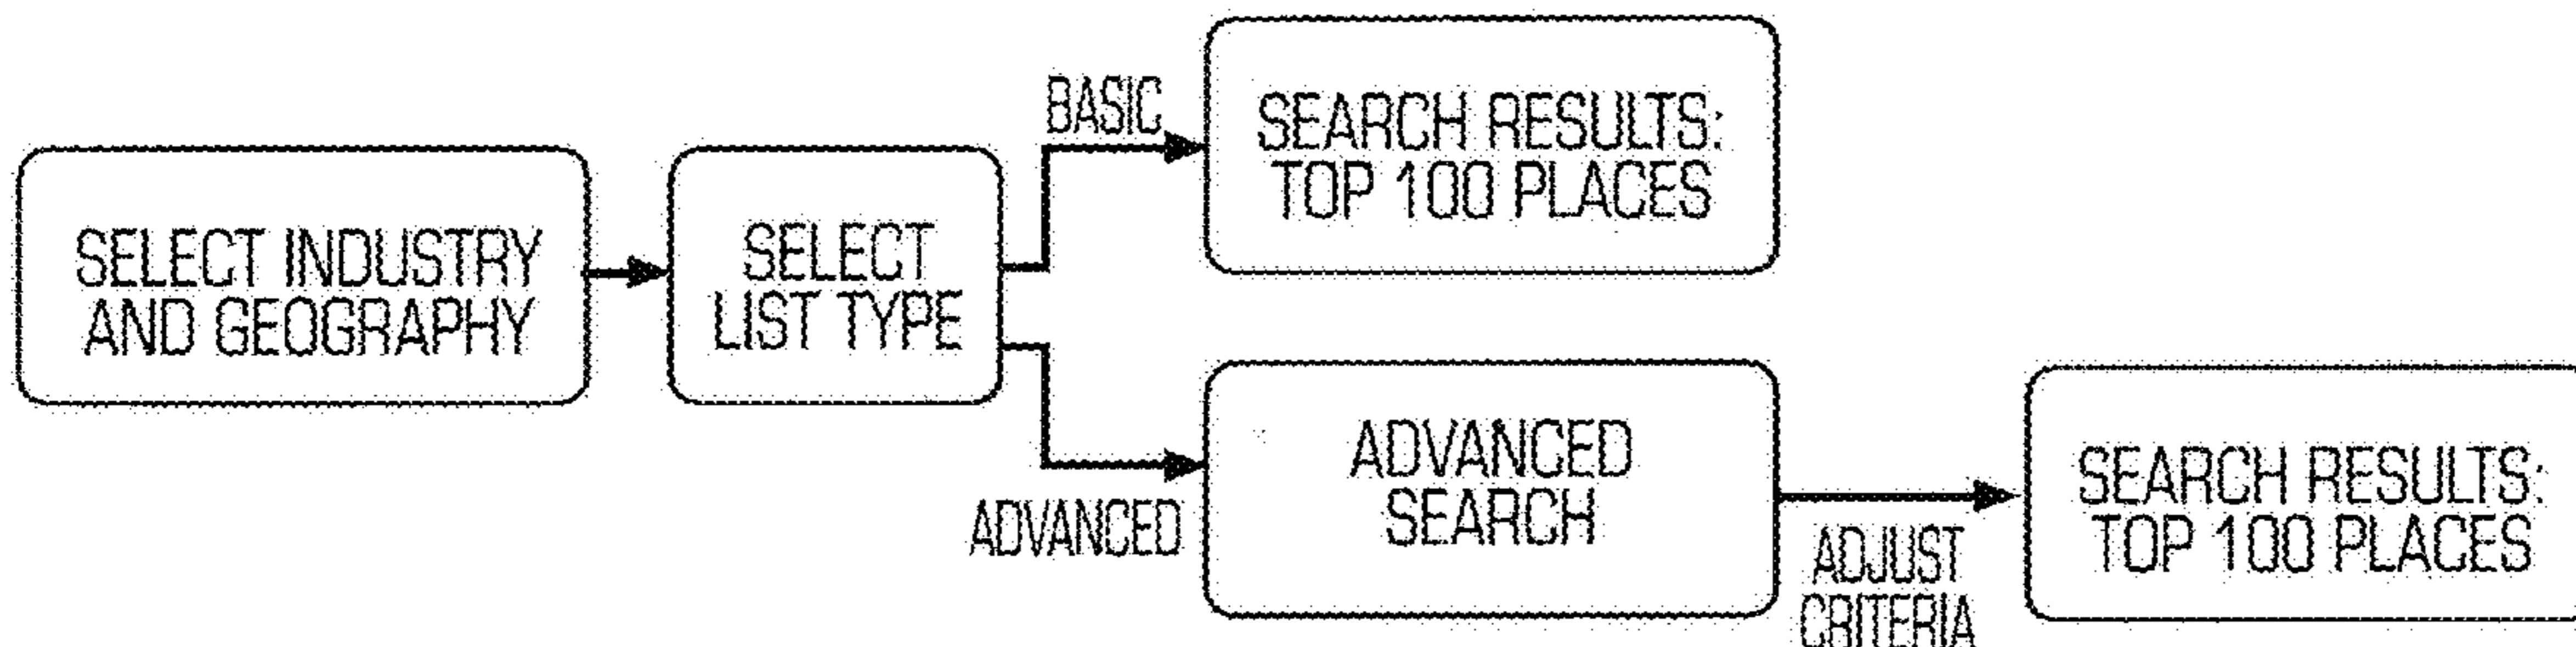 SELECT INDUSTRY
AND GEOGRAPHY
SELECT
LIST TYPE
BASIC
SEARCH RESULTS:
TOP 100 PLACES
ADVANCED
ADVANCED
SEARCH
ADJUST
CRITERIA
SEARCH RESULTS:
TOP 100 PLACES